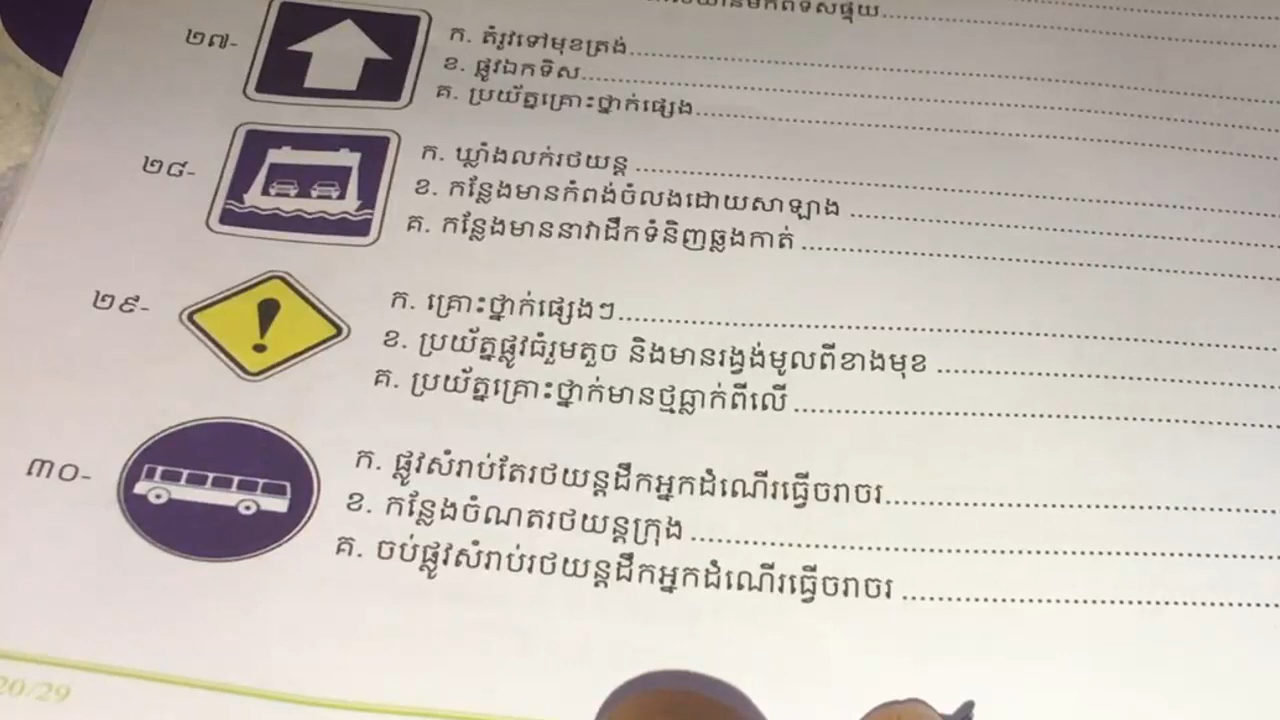 ២៧-
ក. តំរូវទៅមុខត្រង់
ខ. ផ្លូវឯកទិស
គ. ប្រយ័ត្នគ្រោះថ្នាក់ផ្សេង
២៨-
ក. ឃ្លាំងលក់រថយន្ត
ខ. កន្លែងមានកំពង់ចំលងដោយសាឡាង
គ. កន្លែងមាននាវាដឹកទំនិញឆ្លងកាត់
២៩-
!
ក. គ្រោះថ្នាក់ផ្សេងៗ
ខ. ប្រយ័ត្នផ្លូវធំរួមតូច និងមានរង្វង់មូលពីខាងមុខ
គ. ប្រយ័ត្នគ្រោះថ្នាក់មានថ្មធ្លាក់ពីលើ
៣០-
ក. ផ្លូវសំរាប់តែរថយន្តដឹកអ្នកដំណើរធ្វើចរាចរ
ខ. កន្លែងចំណតរថយន្តក្រុង
គ. ចប់ផ្លូវសំរាប់រថយន្តដឹកអ្នកដំណើរធ្វើចរាចរ
20/29